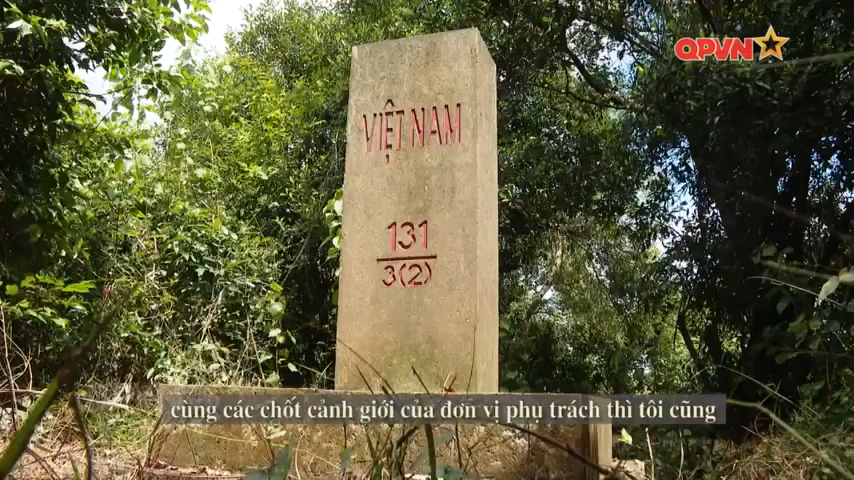 QPVN
VIỆT NAM
131
3(2)
cùng các chốt cảnh giới của đơn vị phụ trách thì tôi cũng